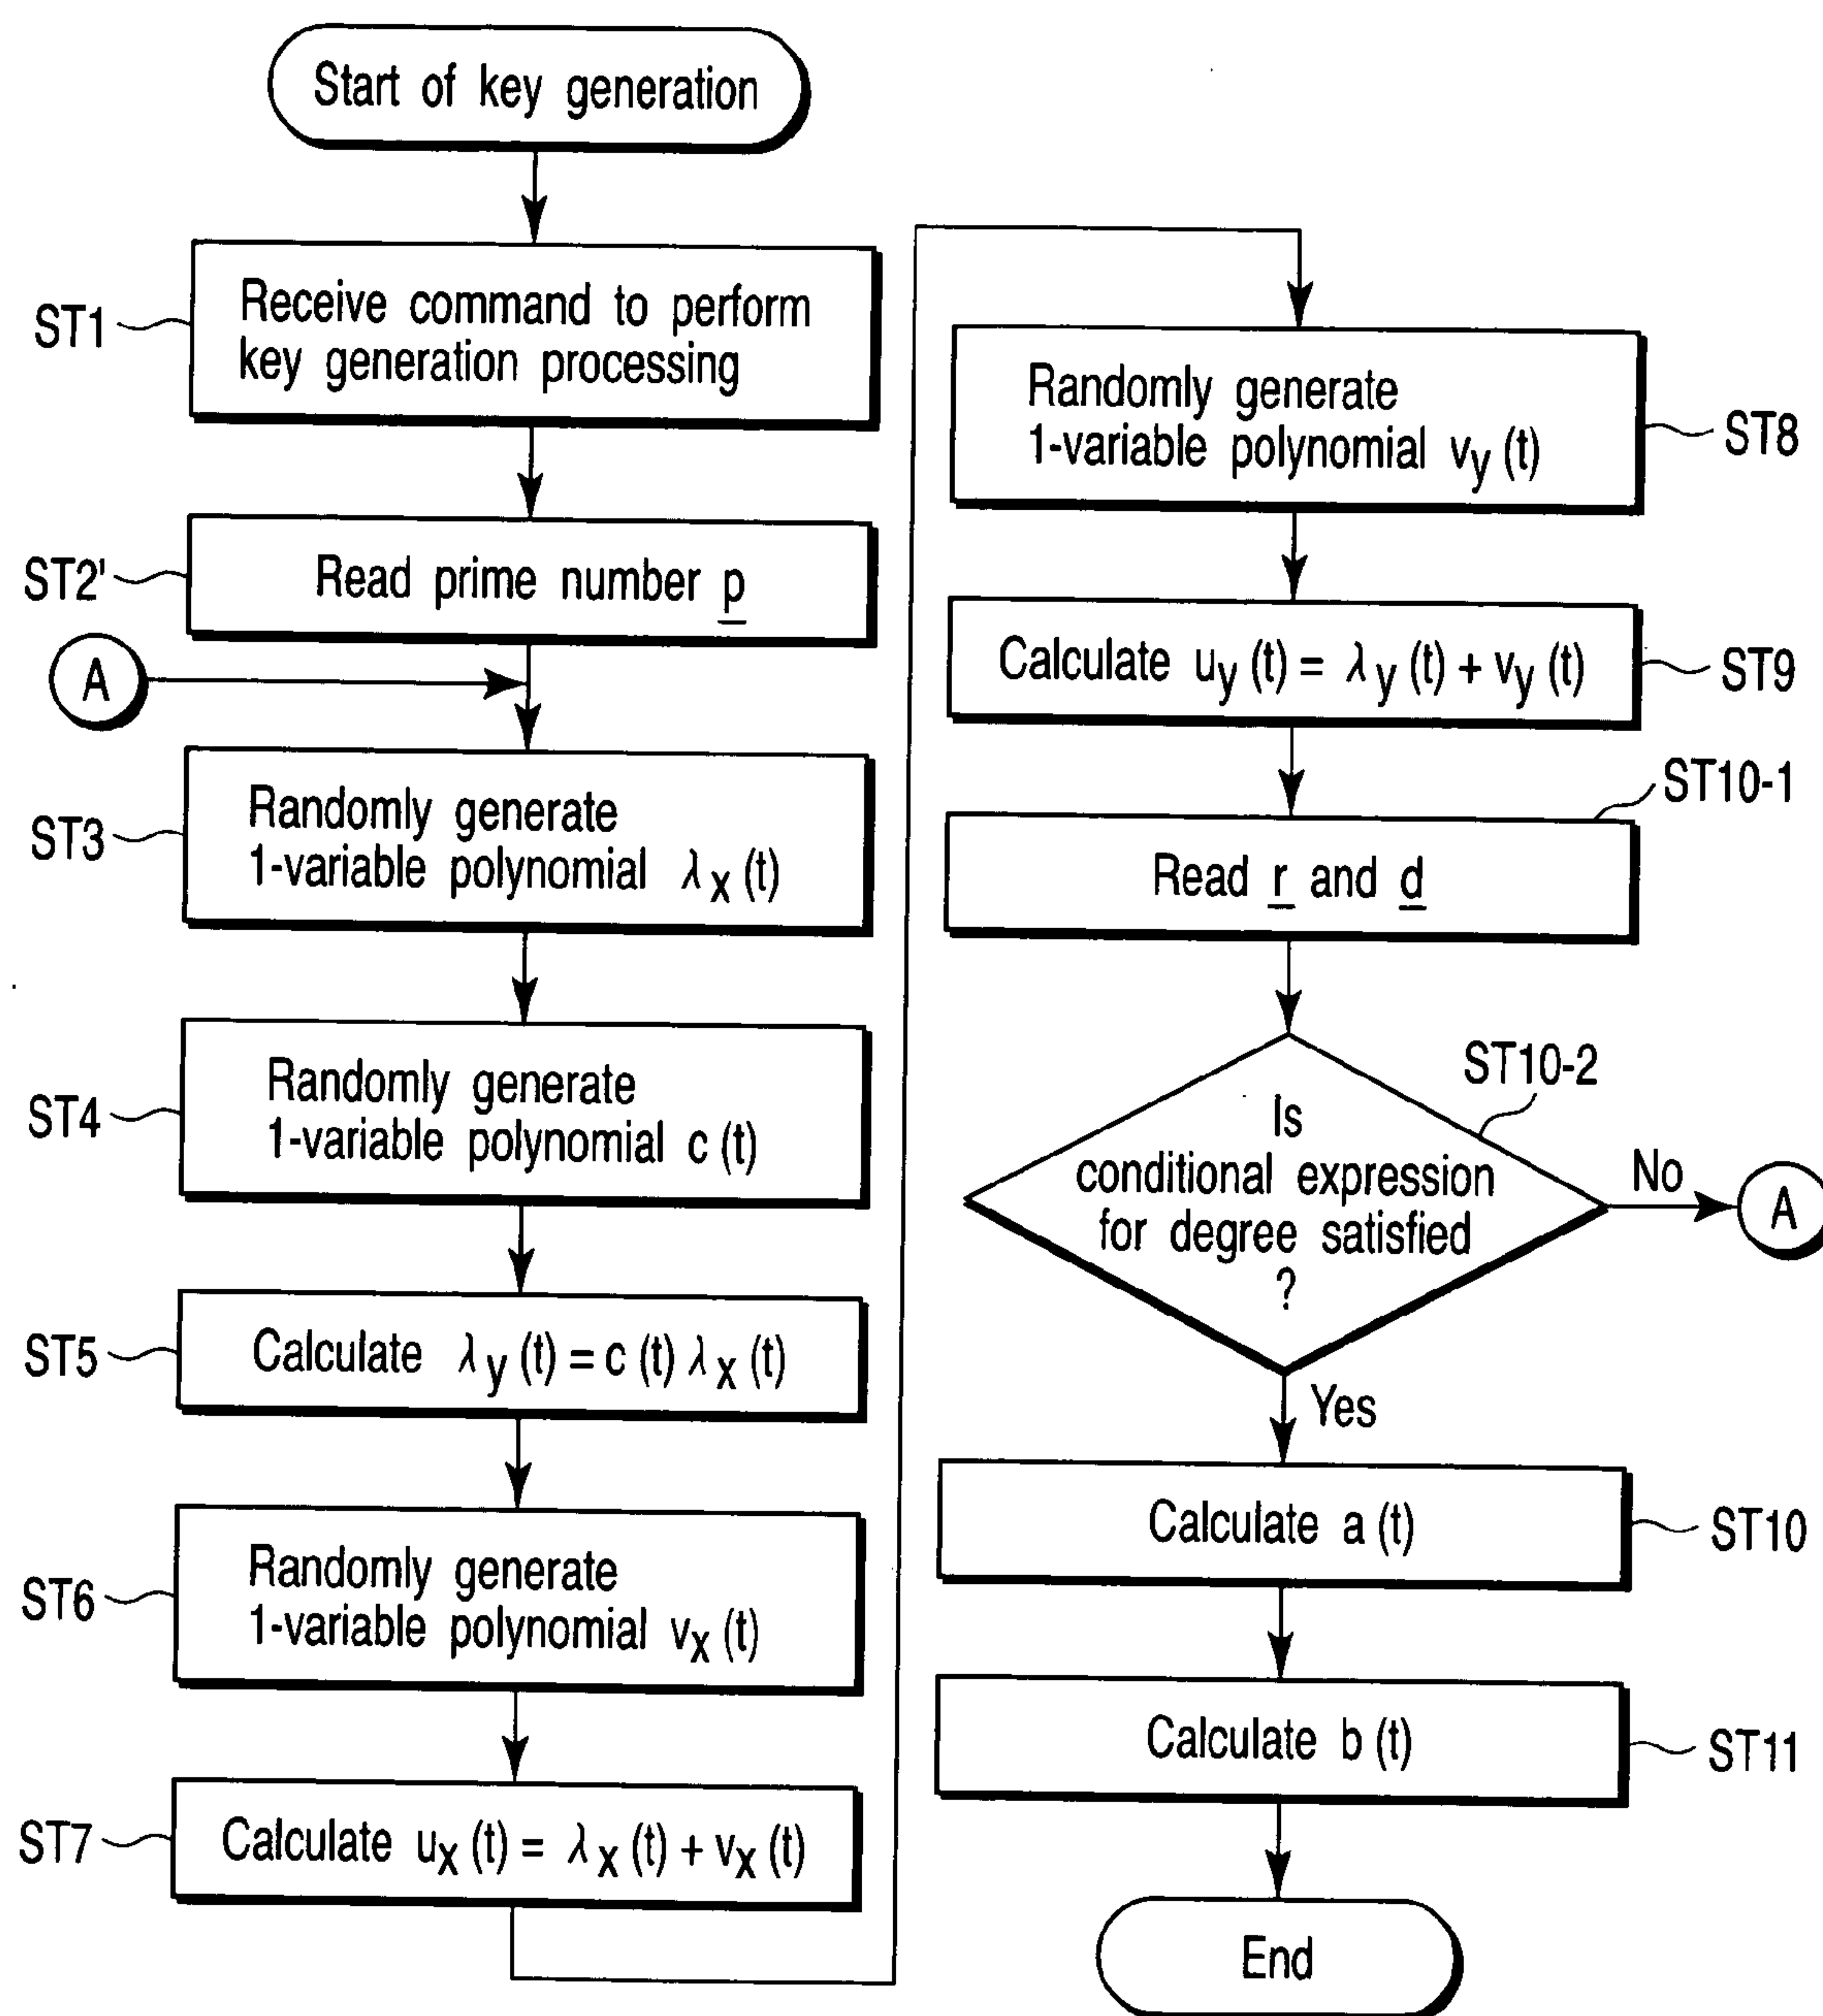 Start of key generation
ST1
Receive command to perform
key generation processing
ST2'
Read prime number p
A
ST3
Randomly generate
1-variable polynomial λx (t)
ST4
Randomly generate
1-variable polynomial c (t)
ST5
Calculate λy (t) = c (t) λx (t)
ST6
Randomly generate
1-variable polynomial vx (t)
ST7
Calculate ux (t) = λx (t) + vx (t)
Randomly generate
1-variable polynomial vy (t)
ST8
Calculate uy (t) = λy (t) + vy (t)
ST9
ST10-1
Read r and d
ST10-2
Is
conditional expression
for degree satisfied
?
No
A
Yes
Calculate a (t)
ST10
Calculate b (t)
ST11
End